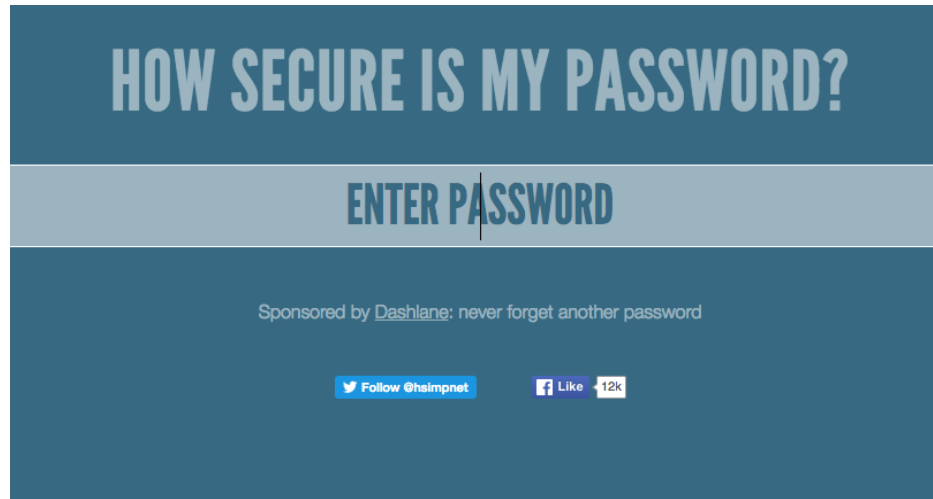 HOW SECURE IS MY PASSWORD?
ENTER PASSWORD
Sponsored by Dashlane: never forget another password
Follow @hsimpnet
Like 12k